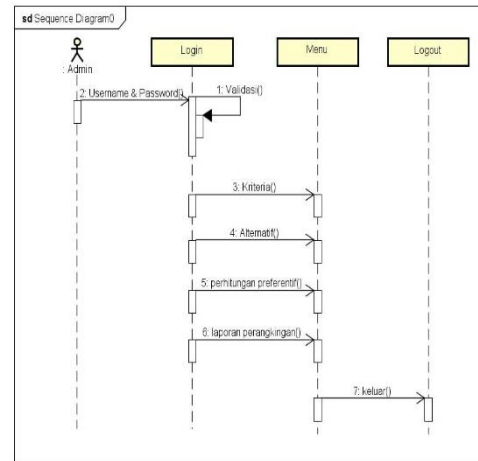 sd Sequence Diagram0
: Admin
Login
Menu
Logout
2: Username & Password()
1: Validasi()
3: Kriteria()
4: Alternatif()
5: perhitungan preferentif()
6: laporan perangkingan()
7: keluar()